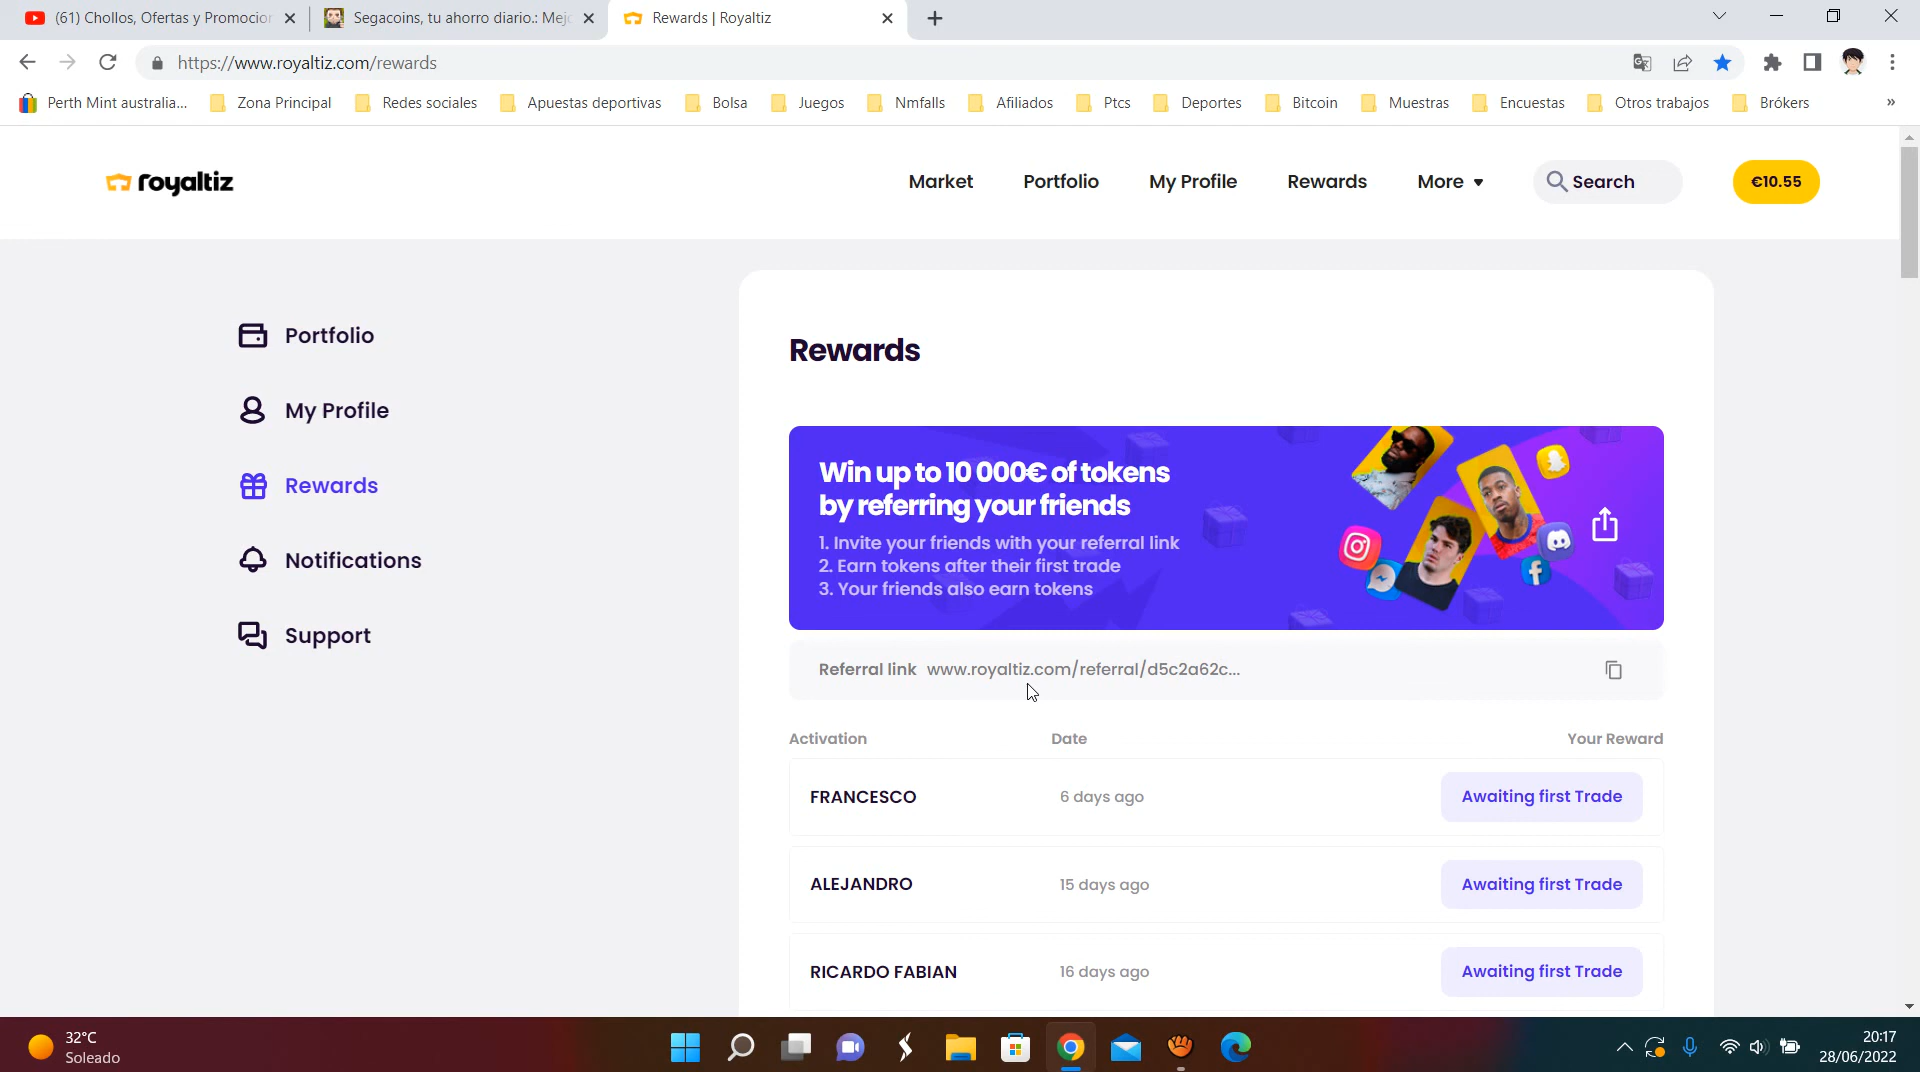 (61) Chollos, Ofertas y Promocion
Segacoins, tu ahorro diario.: Mejo
Rewards | Royaltiz
https://www.royaltiz.com/rewards
Perth Mint australia...
Zona Principal
Redes sociales
Apuestas deportivas
Bolsa
Juegos
Nmfalls
Afiliados
Ptcs
Deportes
Bitcoin
Muestras
Encuestas
Otros trabajos
Brókers
»
royaltiz
Market
Portfolio
My Profile
Rewards
More
Search
€10.55
Portfolio
My Profile
Rewards
Notifications
Support
Rewards
Win up to 10 000€ of tokens
by referring your friends
1. Invite your friends with your referral link
2. Earn tokens after their first trade
3. Your friends also earn tokens
Referral link www.royaltiz.com/referral/d5c2a62c...
Activation Date Your Reward
FRANCESCO 6 days ago Awaiting first Trade
ALEJANDRO 15 days ago Awaiting first Trade
RICARDO FABIAN 16 days ago Awaiting first Trade
32°C
Soleado
20:17
28/06/2022